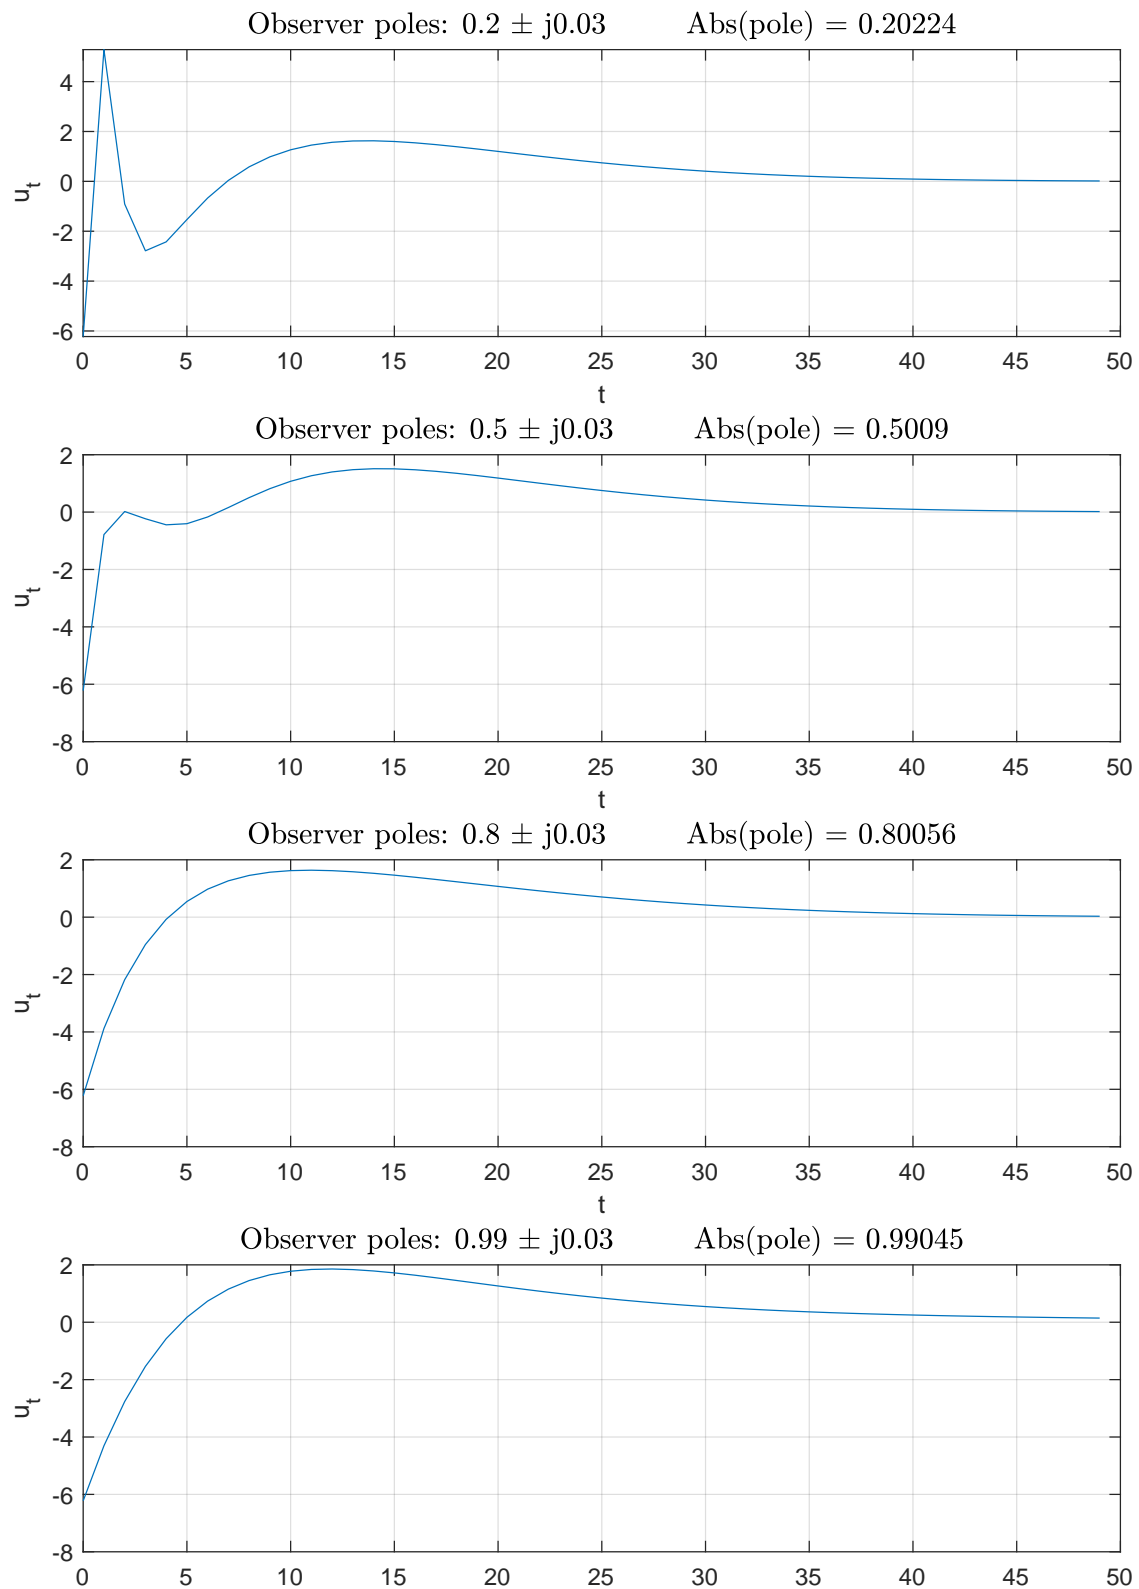 Observer poles: 0.2 ± j0.03 Abs(pole) = 0.20224
4
2
0
-2
-4
-6
u_t
0 5 10 15 20 25 30 35 40 45 50
t
Observer poles: 0.5 ± j0.03 Abs(pole) = 0.5009
2
0
-2
-4
-6
-8
u_t
0 5 10 15 20 25 30 35 40 45 50
t
Observer poles: 0.8 ± j0.03 Abs(pole) = 0.80056
2
0
-2
-4
-6
-8
u_t
0 5 10 15 20 25 30 35 40 45 50
t
Observer poles: 0.99 ± j0.03 Abs(pole) = 0.99045
2
0
-2
-4
-6
-8
u_t
0 5 10 15 20 25 30 35 40 45 50